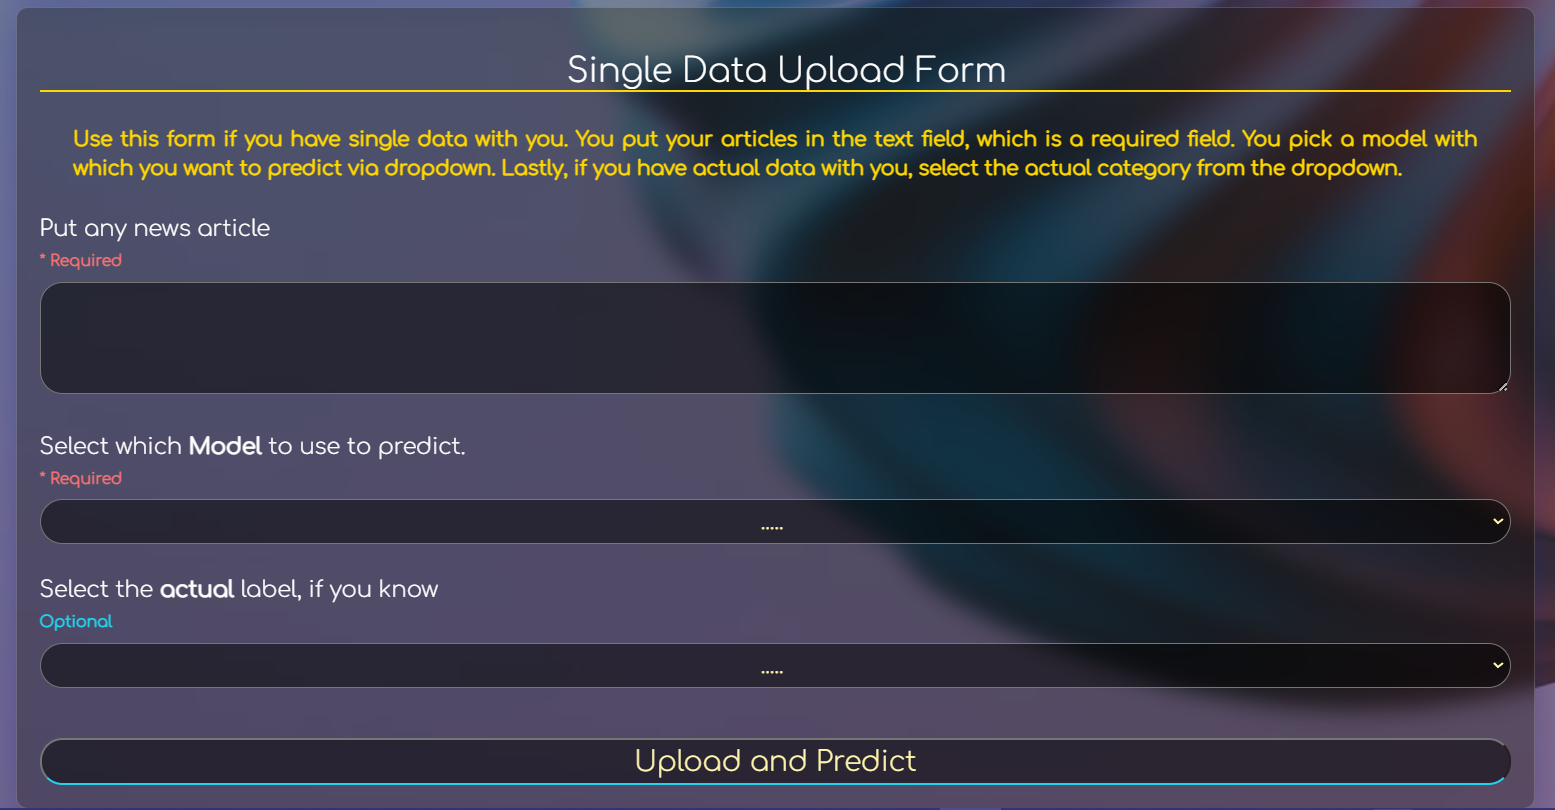 Single Data Upload Form
Use this form if you have single data with you. You put your articles in the text field, which is a required field. You pick a model with
which you want to predict via dropdown. Lastly, if you have actual data with you, select the actual category from the dropdown.
Put any news article
* Required
Select which Model to use to predict.
* Required
.....
Select the actual label, if you know
Optional
.....
Upload and Predict